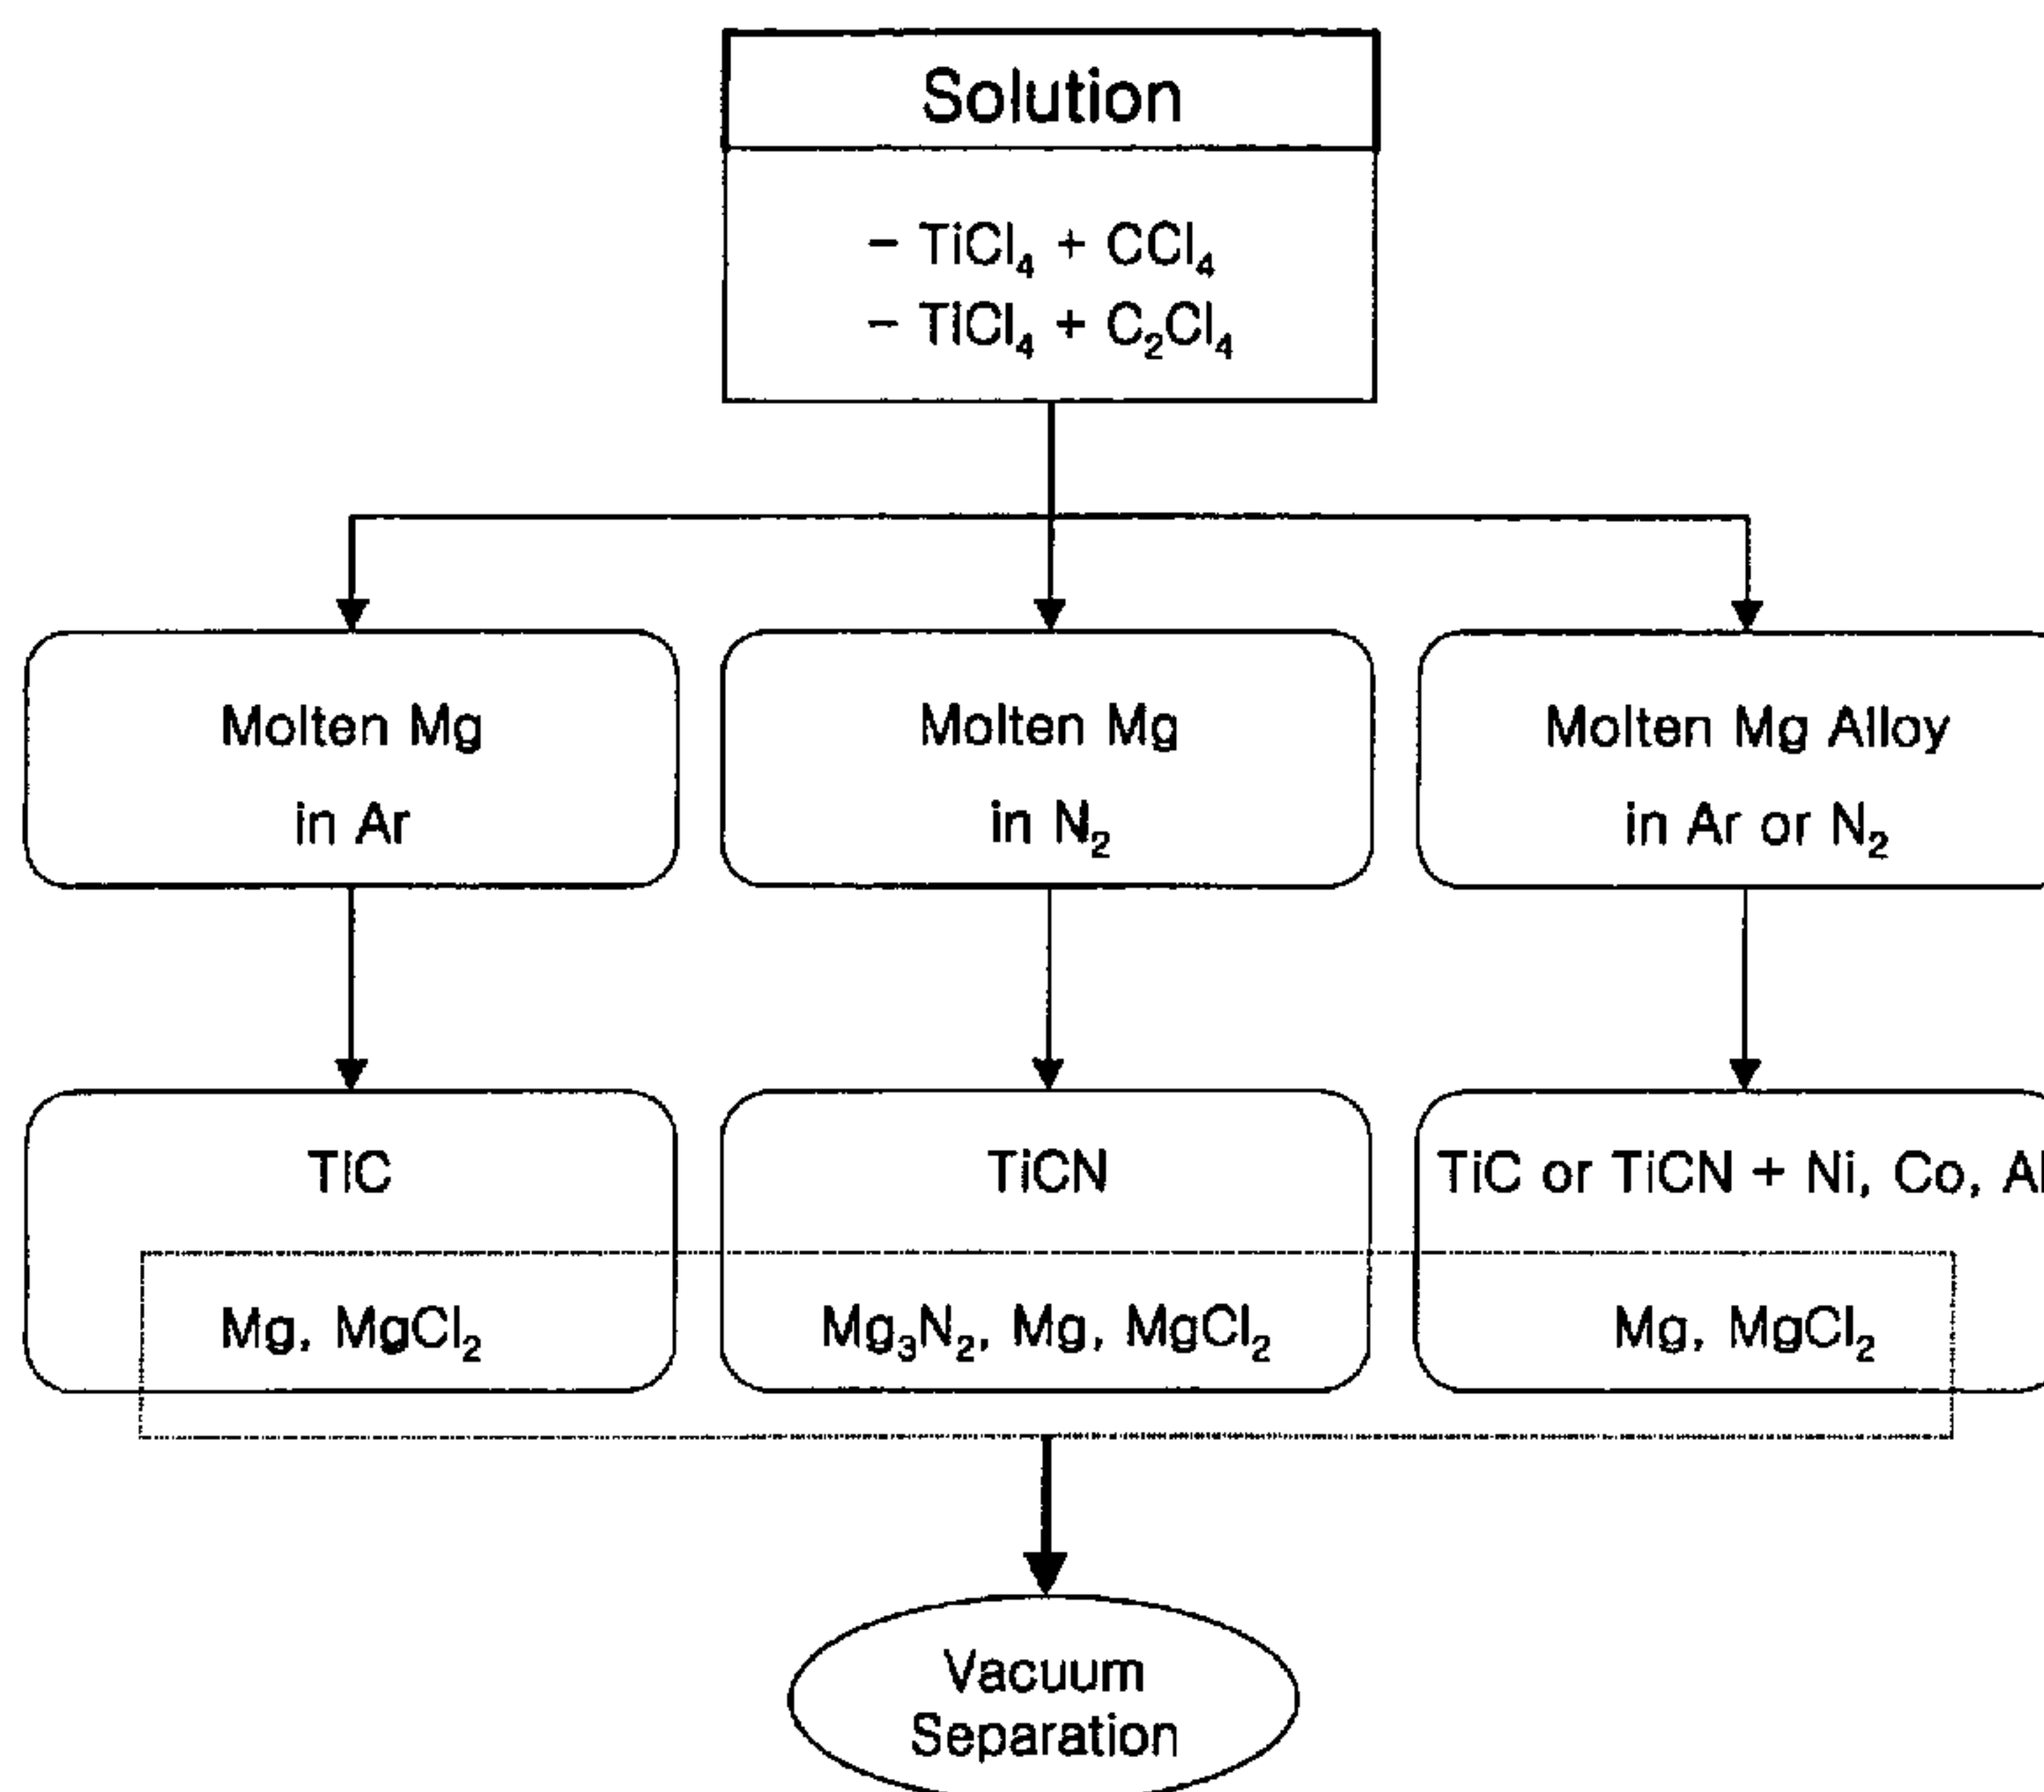 Solution
− TiCl₄ + CCl₄
− TiCl₄ + C₂Cl₄
Molten Mg
in Ar
Molten Mg
in N₂
Molten Mg Alloy
in Ar or N₂
TiC
Mg, MgCl₂
TiCN
Mg₃N₂, Mg, MgCl₂
TiC or TiCN + Ni, Co, Al
Mg, MgCl₂
Vacuum
Separation